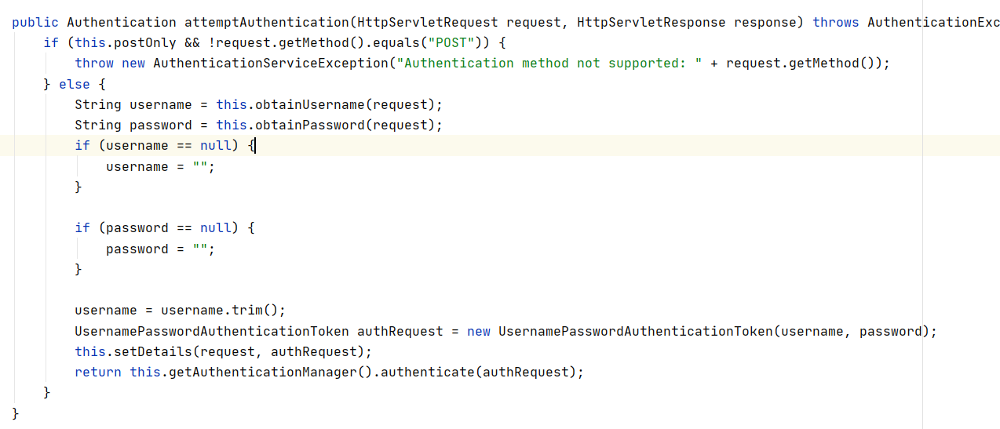 public Authentication attemptAuthentication(HttpServletRequest request, HttpServletResponse response) throws AuthenticationExc
if (this.postOnly && !request.getMethod().equals("POST")) {
throw new AuthenticationServiceException("Authentication method not supported: " + request.getMethod());
} else {
String username = this.obtainUsername(request);
String password = this.obtainPassword(request);
if (username == null) {
username = "";
}
if (password == null) {
password = "";
}
username = username.trim();
UsernamePasswordAuthenticationToken authRequest = new UsernamePasswordAuthenticationToken(username, password);
this.setDetails(request, authRequest);
return this.getAuthenticationManager().authenticate(authRequest);
}
}